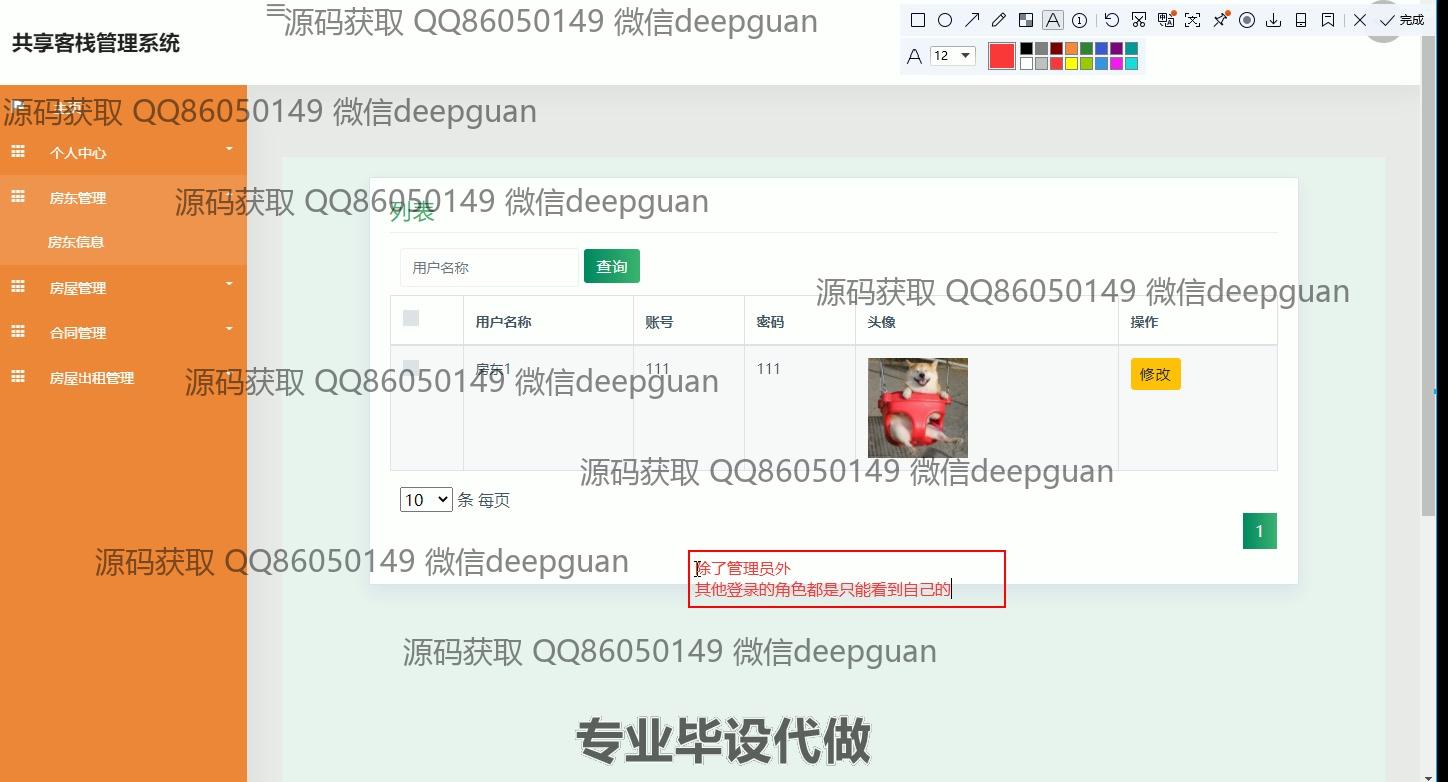 共享客栈管理系统
源码获取 QQ86050149 微信deepguan
完成
A 12
源码获取 QQ86050149 微信deepguan
主页
个人中心
房东管理
源码获取 QQ86050149 微信deepguan
列表
房东信息
用户名称
查询
房屋管理
源码获取 QQ86050149 微信deepguan
用户名称 账号 密码 头像 操作
合同管理
房东1 111 111 修改
房屋出租管理
源码获取 QQ86050149 微信deepguan
源码获取 QQ86050149 微信deepguan
10 条 每页
1
源码获取 QQ86050149 微信deepguan
除了管理员外
其他登录的角色都是只能看到自己的
源码获取 QQ86050149 微信deepguan
专业毕设代做